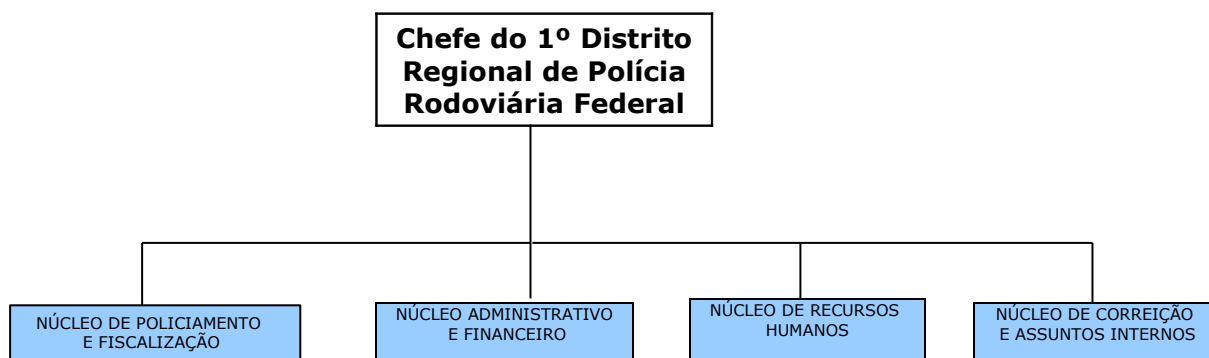 Chefe do 1º Distrito
Regional de Polícia
Rodoviária Federal
NÚCLEO DE POLICIAMENTO
E FISCALIZAÇÃO
NÚCLEO ADMINISTRATIVO
E FINANCEIRO
NÚCLEO DE RECURSOS
HUMANOS
NÚCLEO DE CORREIÇÃO
E ASSUNTOS INTERNOS